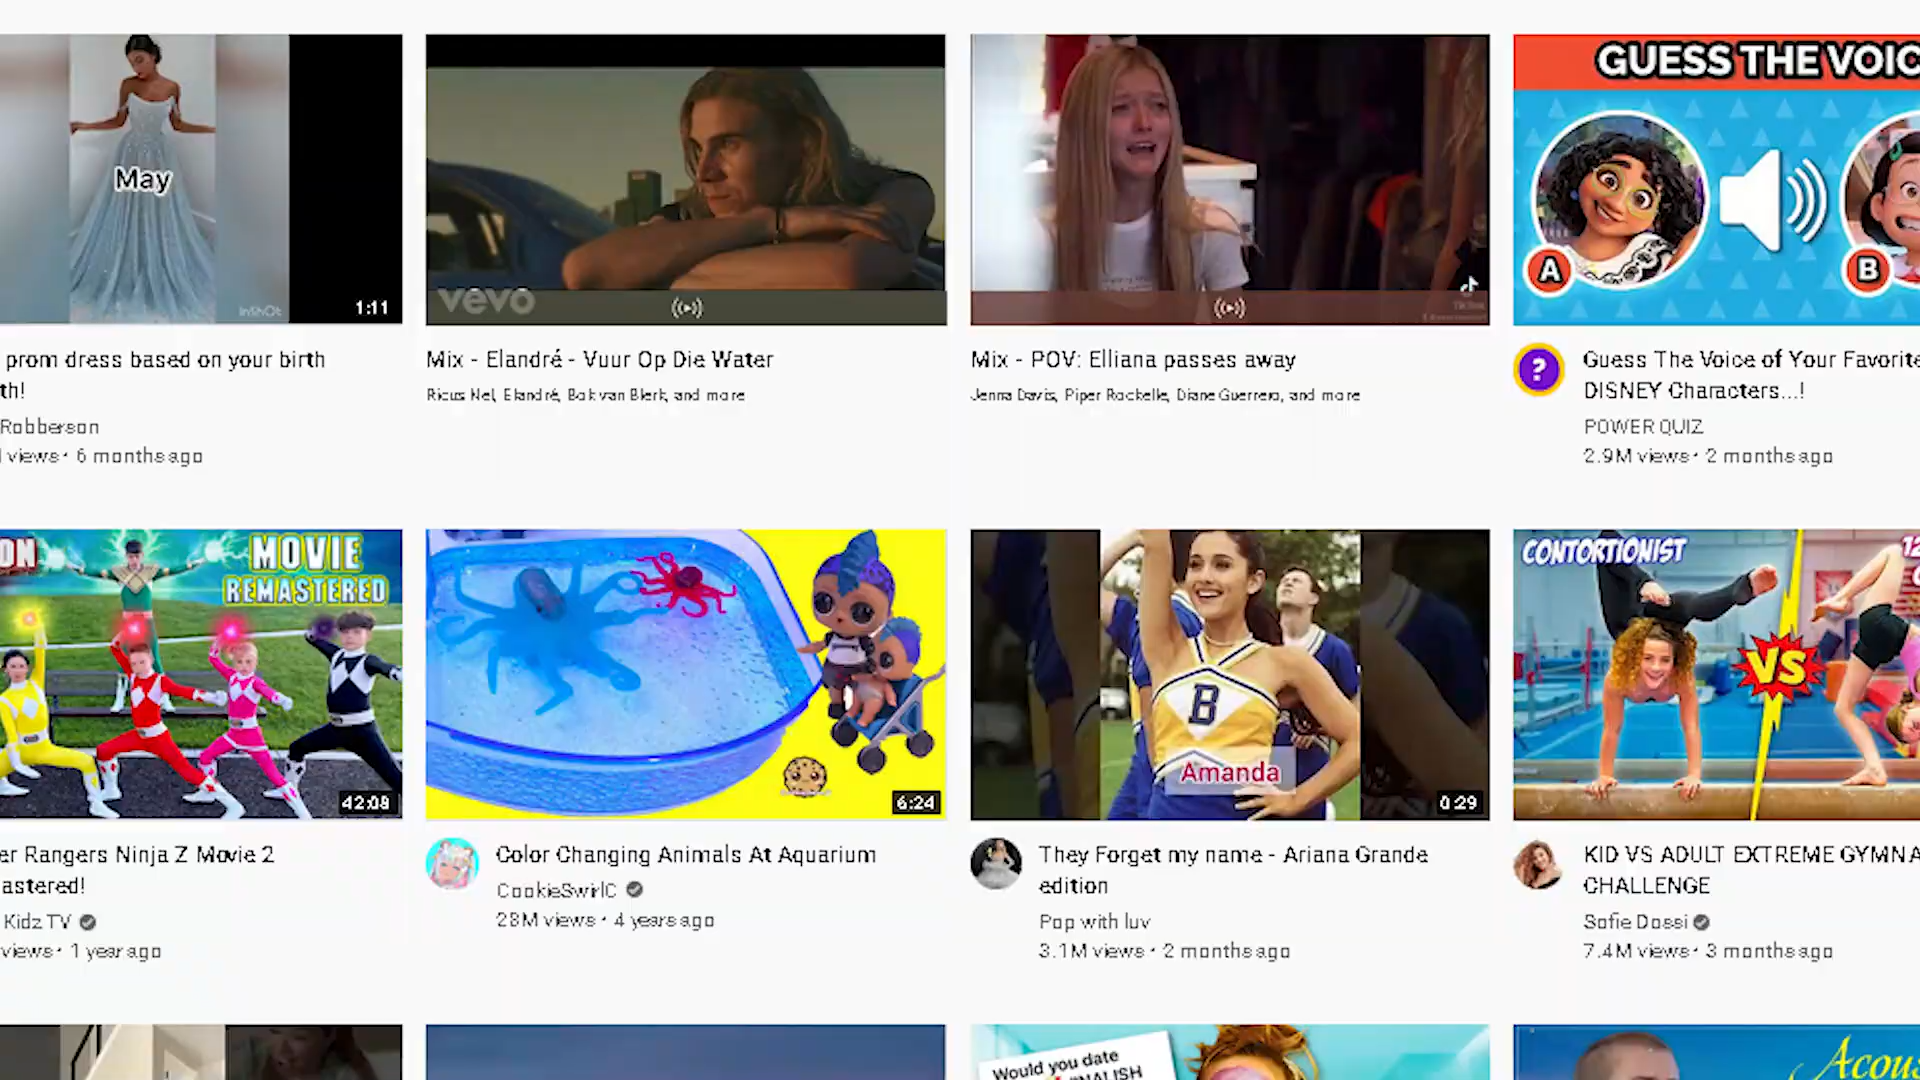 May
InShOt
1:11
prom dress based on your birth
th!
Robberson
views • 6 months ago
vevo
Mix - Elandré - Vuur Op Die Water
Ricus Nel, Elandré, Bok van Blerk, and more
Mix - POV: Elliana passes away
Jenna Davis, Piper Rockelle, Diane Guerrero, and more
GUESS THE VOIC
A
B
?
Guess The Voice of Your Favorite
DISNEY Characters...!
POWER QUIZ
2.9M views • 2 months ago
ON
MOVIE
REMASTERED
42:08
er Rangers Ninja Z Movie 2
astered!
Kidz TV
views • 1 year ago
6:24
Color Changing Animals At Aquarium
CookieSwirlC
28M views • 4 years ago
B
Amanda
0:29
They Forget my name - Ariana Grande
edition
Pop with luv
3.1M views • 2 months ago
CONTORTIONIST
12
VS
KID VS ADULT EXTREME GYMNA
CHALLENGE
Sofie Dossi
7.4M views • 3 months ago
Would you date
Acous